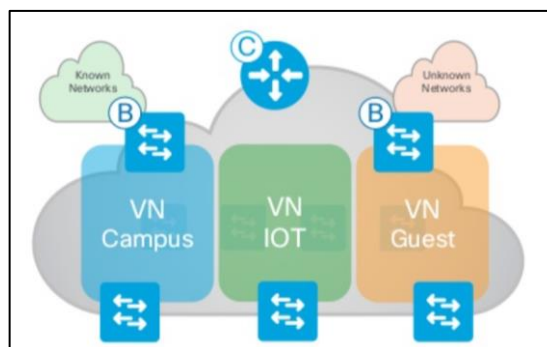 Known
Networks
C
Unknown
Networks
B
B
VN
Campus
VN
IOT
VN
Guest